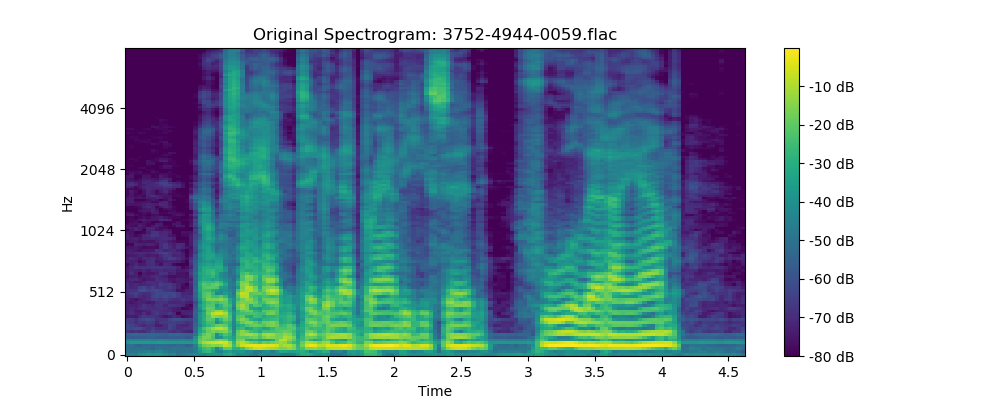 Original Spectrogram: 3752-4944-0059.flac
4096
2048
1024
512
0
Hz
0 0.5 1 1.5 2 2.5 3 3.5 4 4.5
Time
-10 dB
-20 dB
-30 dB
-40 dB
-50 dB
-60 dB
-70 dB
-80 dB